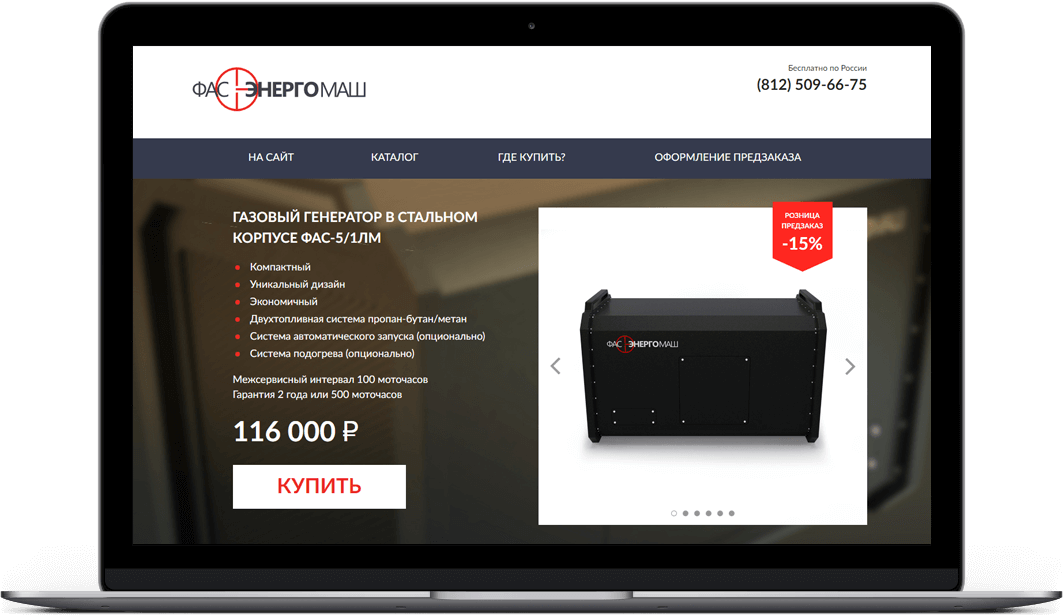 ФАС ЭНЕРГОМАШ
Бесплатно по России
(812) 509-66-75
НА САЙТ
КАТАЛОГ
ГДЕ КУПИТЬ?
ОФОРМЛЕНИЕ ПРЕДЗАКАЗА
ГАЗОВЫЙ ГЕНЕРАТОР В СТАЛЬНОМ
КОРПУСЕ ФАС-5/1ЛМ
Компактный
Уникальный дизайн
Экономичный
Двухтопливная система пропан-бутан/метан
Система автоматического запуска (опционально)
Система подогрева (опционально)
Межсервисный интервал 100 моточасов
Гарантия 2 года или 500 моточасов
116 000 ₽
КУПИТЬ
РОЗНИЦА
ПРЕДЗАКАЗ
-15%
ФАС ЭНЕРГОМАШ